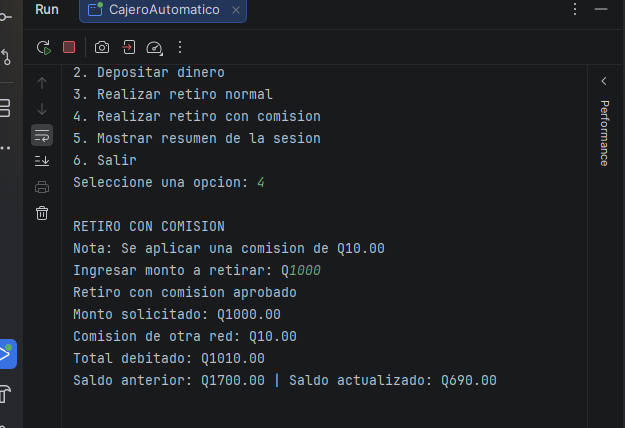 Run
CajeroAutomatico
2. Depositar dinero
3. Realizar retiro normal
4. Realizar retiro con comision
5. Mostrar resumen de la sesion
6. Salir
Seleccione una opcion: 4
RETIRO CON COMISION
Nota: Se aplicar una comision de Q10.00
Ingresar monto a retirar: Q1000
Retiro con comision aprobado
Monto solicitado: Q1000.00
Comision de otra red: Q10.00
Total debitado: Q1010.00
Saldo anterior: Q1700.00 | Saldo actualizado: Q690.00
Performance